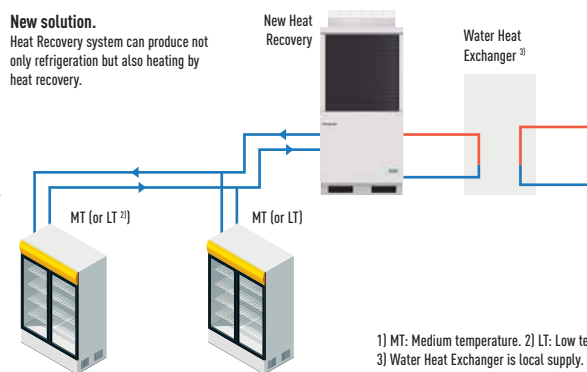 New solution.
Heat Recovery system can produce not
only refrigeration but also heating by
heat recovery.
New Heat
Recovery
Water Heat
Exchanger 3)
MT (or LT 2))
MT (or LT)
1) MT: Medium temperature. 2) LT: Low te
3) Water Heat Exchanger is local supply.